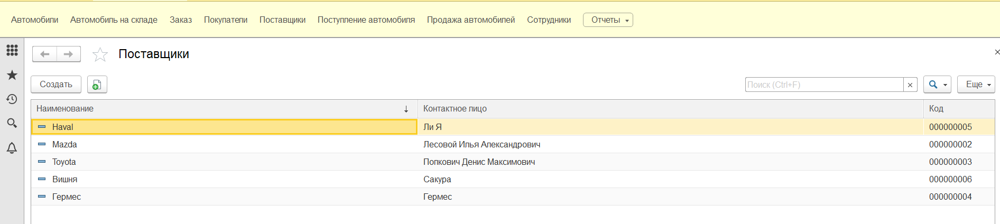 Автомобили Автомобиль на складе Заказ Покупатели Поставщики Поступление автомобиля Продажа автомобилей Сотрудники Отчеты
Поставщики
Создать Поиск (Ctrl+F) Еще
Наименование Контактное лицо Код
Haval Ли Я 000000005
Mazda Лесовой Илья Александрович 000000002
Toyota Попкович Денис Максимович 000000003
Вишня Сакура 000000006
Гермес Гермес 000000004